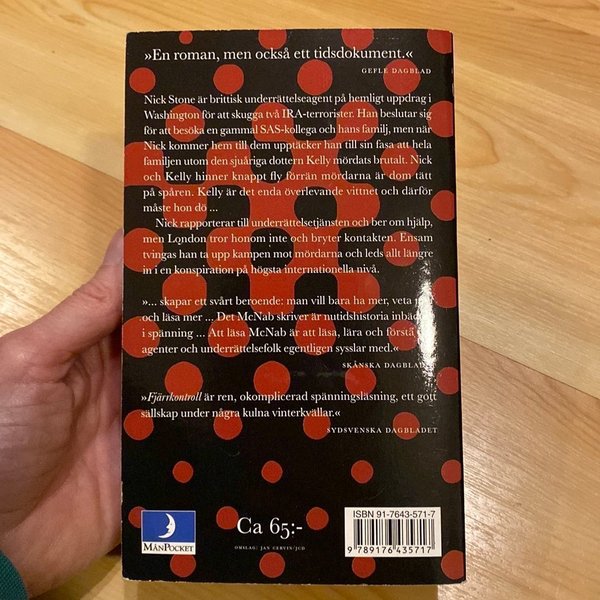 »En roman, men också ett tidsdokument.«
GEFLE DAGBLAD
Nick Stone är brittisk underrättelseagent på hemligt uppdrag i
Washington för att skugga två IRA-terrorister. Han beslutar sig
för att besöka en gammal SAS-kollega och hans familj, men när
Nick kommer hem till dem upptäcker han till sin fasa att hela
familjen utom den sjuåriga dottern Kelly mördats brutalt. Nick
och Kelly hinner knappt fly förrän mördarna är dom tätt
på spåren. Kelly är det enda överlevande vittnet och därför
måste hon dö ...
Nick rapporterar till underrättelsetjänsten och ber om hjälp,
men London tror honom inte och bryter kontakten. Ensam
tvingas han ta upp kampen mot mördarna och leds allt längre
in i en konspiration på högsta internationella nivå.
»... skapar ett svårt beroende: man vill bara ha mer, veta
och läsa mer ... Det McNab skriver är nutidshistoria
i spänning ... Att läsa McNab är att läsa, lära och förstå
agenter och underrättelsefolk egentligen sysslar med.«
SKÅNSKA DAGBLADET
»Fjärrkontroll är ren, okomplicerad spänningsläsning, ett gott
sällskap under några kulna vinterkvällar.«
SYDSVENSKA DAGBLADET
MÅNPOCKET
Ca 65:-
OMSLAG: JAN CERVIN/JUD
ISBN 91-7643-571-7
9 789176 435717